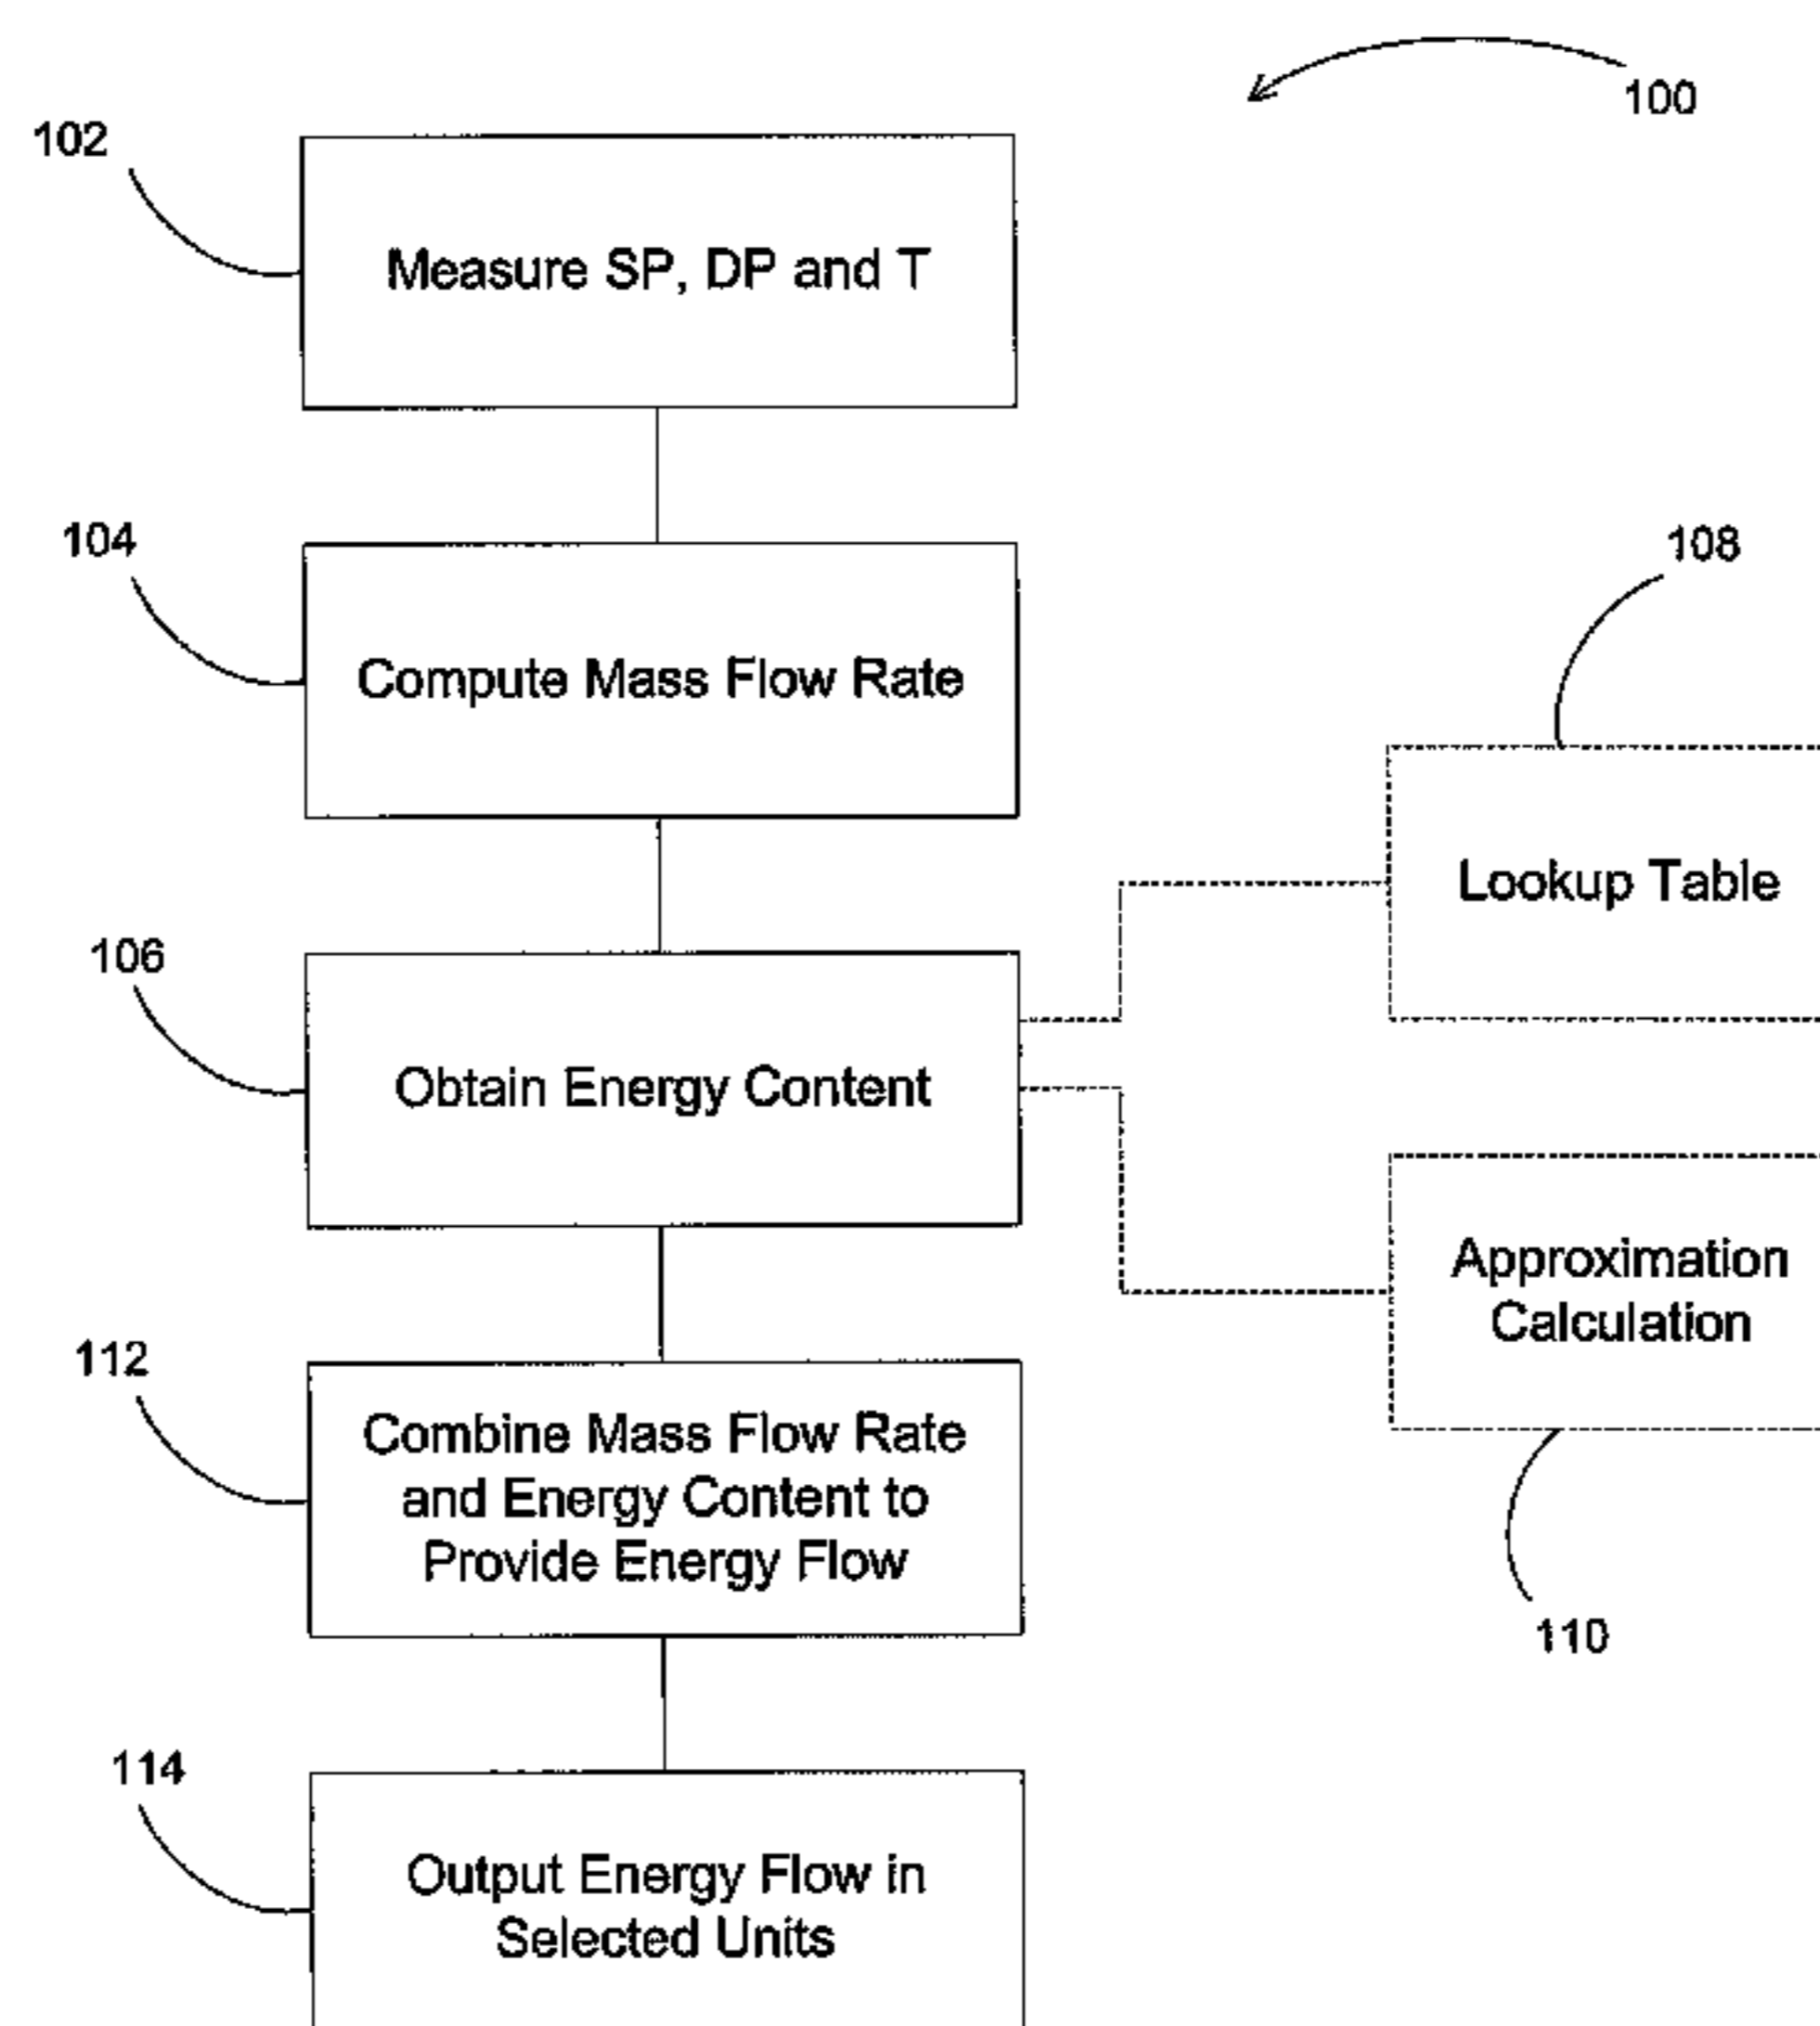 100
102
Measure SP, DP and T
104
Compute Mass Flow Rate
108
Lookup Table
106
Obtain Energy Content
Approximation
Calculation
110
112
Combine Mass Flow Rate
and Energy Content to
Provide Energy Flow
114
Output Energy Flow in
Selected Units